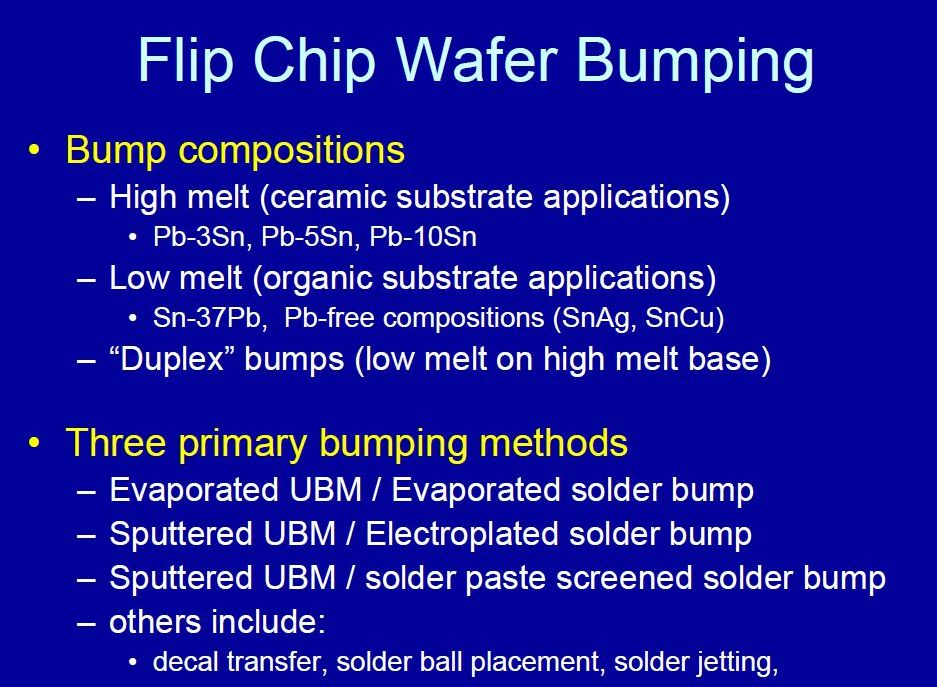 Flip Chip Wafer Bumping
• Bump compositions
– High melt (ceramic substrate applications)
• Pb-3Sn, Pb-5Sn, Pb-10Sn
– Low melt (organic substrate applications)
• Sn-37Pb,  Pb-free compositions (SnAg, SnCu)
– “Duplex” bumps (low melt on high melt base)
• Three primary bumping methods
– Evaporated UBM / Evaporated solder bump
– Sputtered UBM / Electroplated solder bump
– Sputtered UBM / solder paste screened solder bump
– others include:
• decal transfer, solder ball placement, solder jetting,